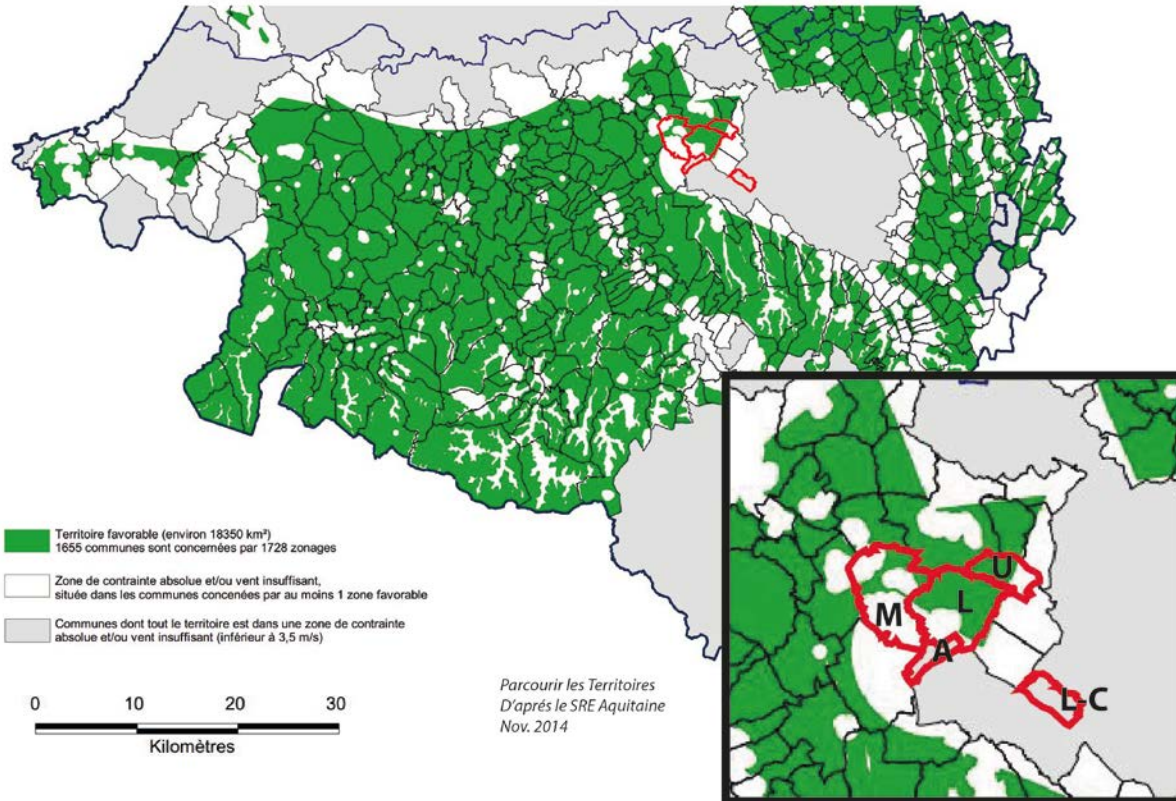 U
L
M
A
L-C
Territoire favorable (environ 18350 km²)
1655 communes sont concernées par 1728 zonages
Zone de contrainte absolue et/ou vent insuffisant,
située dans les communes concenées par au moins 1 zone favorable
Communes dont tout le territoire est dans une zone de contrainte
absolue et/ou vent insuffisant (inférieur à 3,5 m/s)
0 10 20 30
Kilomètres
Parcourir les Territoires
D'aprés le SRE Aquitaine
Nov. 2014